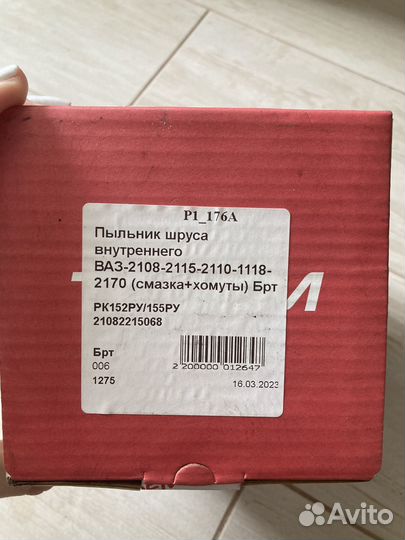 P1_176A
Пыльник шруса
внутреннего
ВАЗ-2108-2115-2110-1118-
2170 (смазка+хомуты) Брт
РК152РУ/155РУ
21082215068
Брт
006
1275
2 200000 012647
16.03.2023
Avito